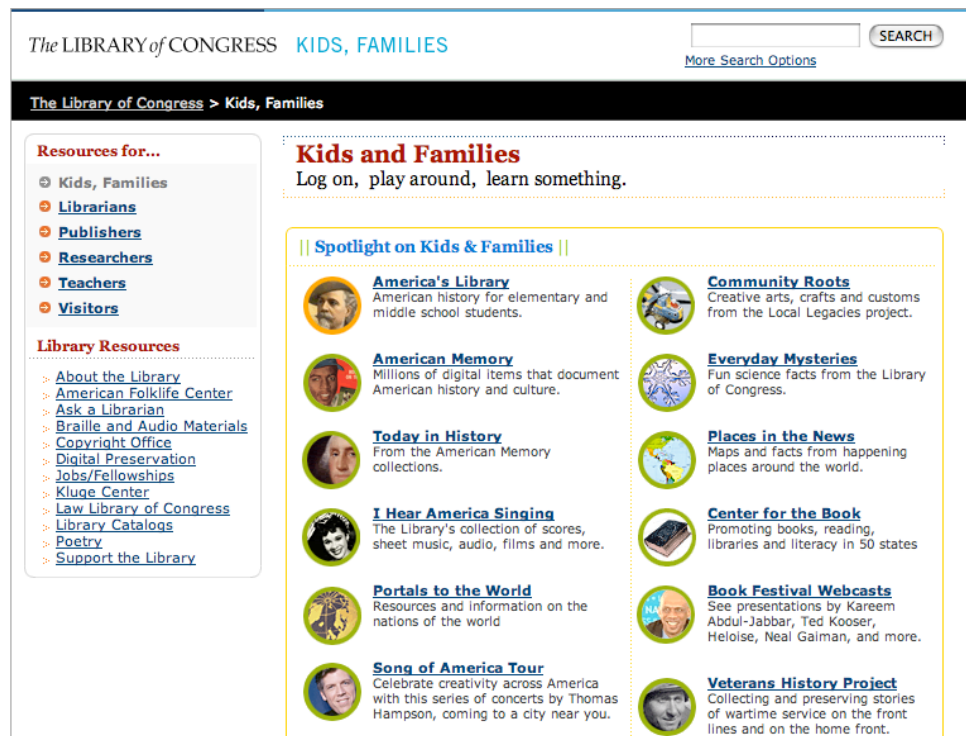 The LIBRARY of CONGRESS KIDS, FAMILIES
SEARCH
More Search Options
The Library of Congress > Kids, Families
Resources for...
Kids, Families
Librarians
Publishers
Researchers
Teachers
Visitors
Library Resources
About the Library
American Folklife Center
Ask a Librarian
Braille and Audio Materials
Copyright Office
Digital Preservation
Jobs/Fellowships
Kluge Center
Law Library of Congress
Library Catalogs
Poetry
Support the Library
Kids and Families
Log on, play around, learn something.
|| Spotlight on Kids & Families ||
America's Library
American history for elementary and
middle school students.
American Memory
Millions of digital items that document
American history and culture.
Today in History
From the American Memory
collections.
I Hear America Singing
The Library's collection of scores,
sheet music, audio, films and more.
Portals to the World
Resources and information on the
nations of the world
Song of America Tour
Celebrate creativity across America
with this series of concerts by Thomas
Hampson, coming to a city near you.
Community Roots
Creative arts, crafts and customs
from the Local Legacies project.
Everyday Mysteries
Fun science facts from the Library
of Congress.
Places in the News
Maps and facts from happening
places around the world.
Center for the Book
Promoting books, reading,
libraries and literacy in 50 states
Book Festival Webcasts
See presentations by Kareem
Abdul-Jabbar, Ted Kooser,
Heloise, Neal Gaiman, and more.
Veterans History Project
Collecting and preserving stories
of wartime service on the front
lines and on the home front.